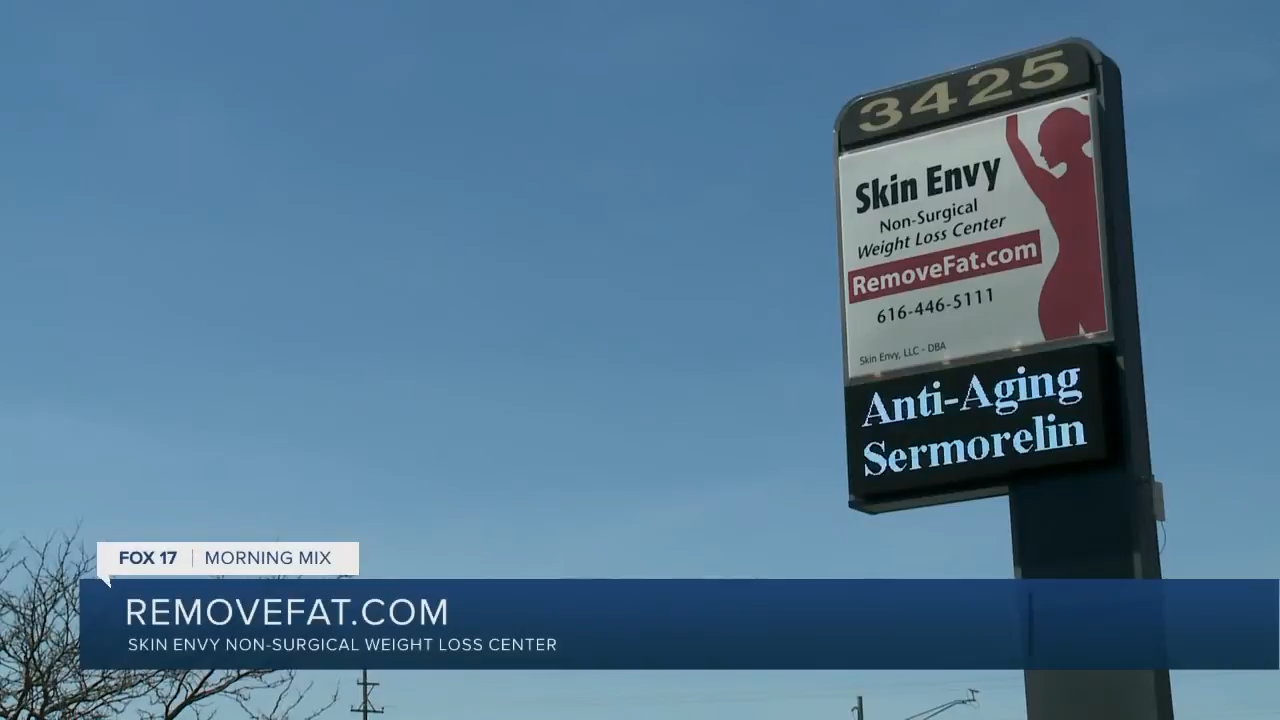 3425
Skin Envy
Non-Surgical
Weight Loss Center
RemoveFat.com
616-446-5111
Skin Envy, LLC - DBA
Anti-Aging
Sermorelin
FOX 17 | MORNING MIX
REMOVEFAT.COM
SKIN ENVY NON-SURGICAL WEIGHT LOSS CENTER